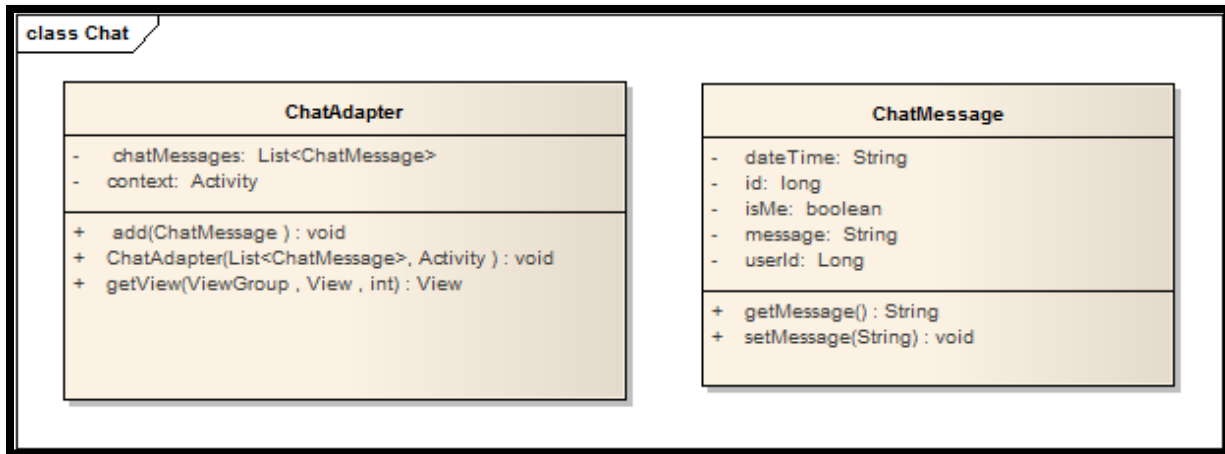 class Chat
ChatAdapter
- chatMessages: List<ChatMessage>
- context: Activity
+ add(ChatMessage ) : void
+ ChatAdapter(List<ChatMessage>, Activity ) : void
+ getView(ViewGroup , View , int) : View
ChatMessage
- dateTime: String
- id: long
- isMe: boolean
- message: String
- userId: Long
+ getMessage() : String
+ setMessage(String) : void